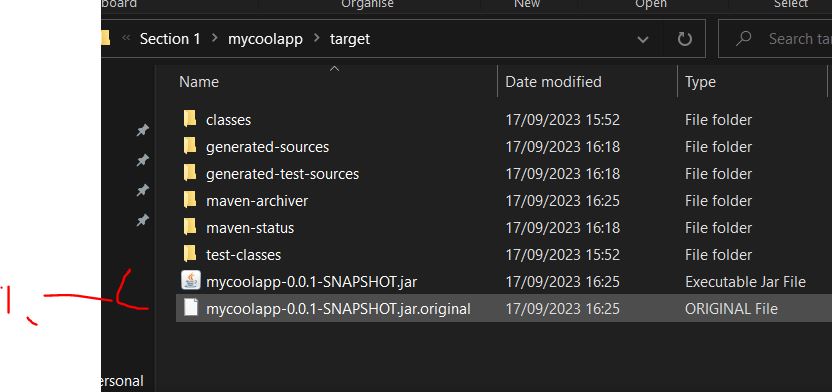 board Organise New Open Select
« Section 1 > mycoolapp > target Search tar
Name Date modified Type
classes 17/09/2023 15:52 File folder
generated-sources 17/09/2023 16:18 File folder
generated-test-sources 17/09/2023 16:18 File folder
maven-archiver 17/09/2023 16:25 File folder
maven-status 17/09/2023 16:18 File folder
test-classes 17/09/2023 15:52 File folder
mycoolapp-0.0.1-SNAPSHOT.jar 17/09/2023 16:25 Executable Jar File
mycoolapp-0.0.1-SNAPSHOT.jar.original 17/09/2023 16:25 ORIGINAL File
ersonal